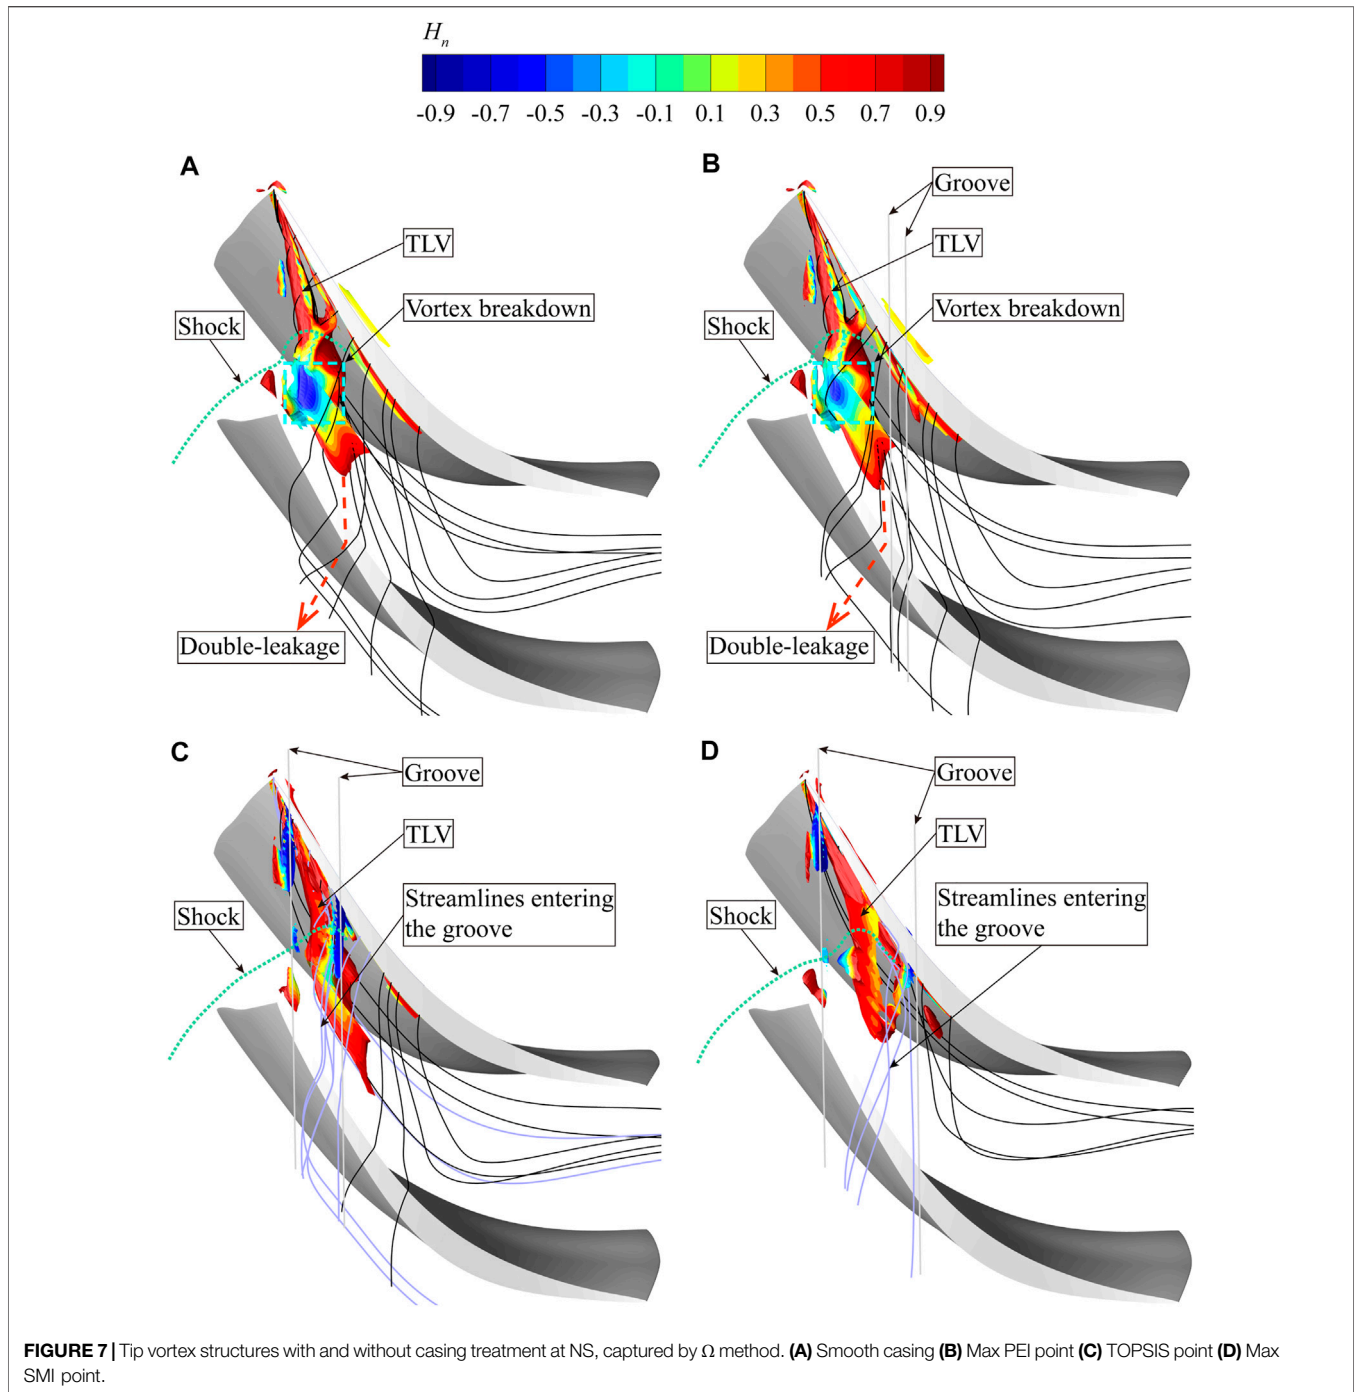 Hn
-0.9 -0.7 -0.5 -0.3 -0.1 0.1 0.3 0.5 0.7 0.9
A
TLV
Vortex breakdown
Shock
Double-leakage
B
Groove
TLV
Vortex breakdown
Shock
Double-leakage
C
Groove
TLV
Streamlines entering
the groove
Shock
D
Groove
TLV
Streamlines entering
the groove
Shock
FIGURE 7 | Tip vortex structures with and without casing treatment at NS, captured by Ω method. (A) Smooth casing (B) Max PEI point (C) TOPSIS point (D) Max
SMI point.